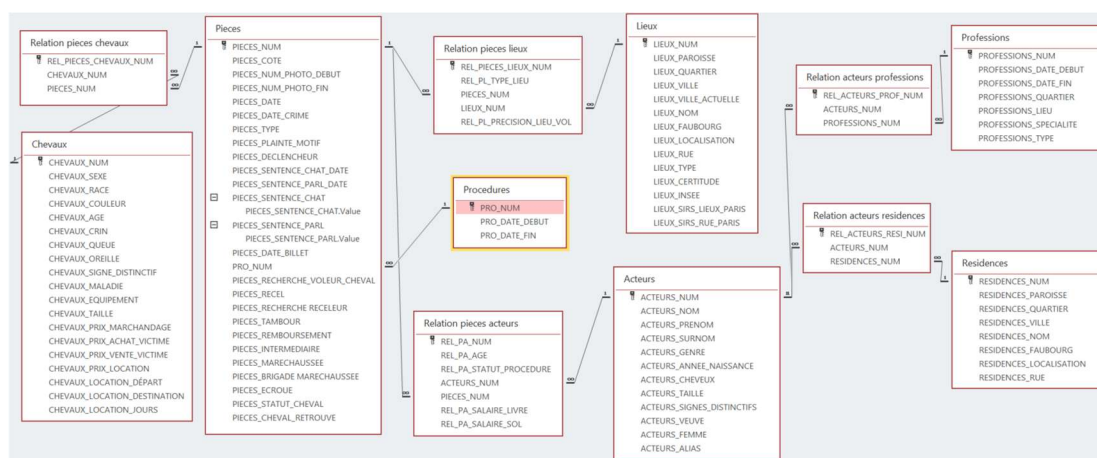 Relation pieces chevaux
REL_PIECES_CHEVAUX_NUM
CHEVAUX_NUM
PIECES_NUM
Chevaux
CHEVAUX_NUM
CHEVAUX_SEXE
CHEVAUX_RACE
CHEVAUX_COULEUR
CHEVAUX_AGE
CHEVAUX_CRIN
CHEVAUX_QUEUE
CHEVAUX_OREILLE
CHEVAUX_SIGNE_DISTINCTIF
CHEVAUX_MALADIE
CHEVAUX_EQUIPEMENT
CHEVAUX_TAILLE
CHEVAUX_PRIX_MARCHANDAGE
CHEVAUX_PRIX_ACHAT_VICTIME
CHEVAUX_PRIX_VENTE_VICTIME
CHEVAUX_PRIX_LOCATION
CHEVAUX_LOCATION_DÉPART
CHEVAUX_LOCATION_DESTINATION
CHEVAUX_LOCATION_JOURS
Pieces
PIECES_NUM
PIECES_COTE
PIECES_NUM_PHOTO_DEBUT
PIECES_NUM_PHOTO_FIN
PIECES_DATE
PIECES_DATE_CRIME
PIECES_TYPE
PIECES_PLAINTE_MOTIF
PIECES_DECLENCHEUR
PIECES_SENTENCE_CHAT_DATE
PIECES_SENTENCE_PARL_DATE
PIECES_SENTENCE_CHAT
PIECES_SENTENCE_CHAT.Value
PIECES_SENTENCE_PARL
PIECES_SENTENCE_PARL.Value
PIECES_DATE_BILLET
PRO_NUM
PIECES_RECHERCHE_VOLEUR_CHEVAL
PIECES_RECEL
PIECES_RECHERCHE RECELEUR
PIECES_TAMBOUR
PIECES_REMBOURSEMENT
PIECES_INTERMEDIAIRE
PIECES_MARECHAUSSEE
PIECES_BRIGADE MARECHAUSSEE
PIECES_ECROUE
PIECES_STATUT_CHEVAL
PIECES_CHEVAL_RETROUVE
Relation pieces lieux
REL_PIECES_LIEUX_NUM
REL_PL_TYPE_LIEU
PIECES_NUM
LIEUX_NUM
REL_PL_PRECISION_LIEU_VOL
Procedures
PRO_NUM
PRO_DATE_DEBUT
PRO_DATE_FIN
Relation pieces acteurs
REL_PA_NUM
REL_PA_AGE
REL_PA_STATUT_PROCEDURE
ACTEURS_NUM
PIECES_NUM
REL_PA_SALAIRE_LIVRE
REL_PA_SALAIRE_SOL
Lieux
LIEUX_NUM
LIEUX_PAROISSE
LIEUX_QUARTIER
LIEUX_VILLE
LIEUX_VILLE_ACTUELLE
LIEUX_NOM
LIEUX_FAUBOURG
LIEUX_LOCALISATION
LIEUX_RUE
LIEUX_TYPE
LIEUX_CERTITUDE
LIEUX_INSEE
LIEUX_SIRS_LIEUX_PARIS
LIEUX_SIRS_RUE_PARIS
Acteurs
ACTEURS_NUM
ACTEURS_NOM
ACTEURS_PRENOM
ACTEURS_SURNOM
ACTEURS_GENRE
ACTEURS_ANNEE_NAISSANCE
ACTEURS_CHEVEUX
ACTEURS_TAILLE
ACTEURS_SIGNES_DISTINCTIFS
ACTEURS_VEUVE
ACTEURS_FEMME
ACTEURS_ALIAS
Relation acteurs professions
REL_ACTEURS_PROF_NUM
ACTEURS_NUM
PROFESSIONS_NUM
Relation acteurs residences
REL_ACTEURS_RESI_NUM
ACTEURS_NUM
RESIDENCES_NUM
Professions
PROFESSIONS_NUM
PROFESSIONS_DATE_DEBUT
PROFESSIONS_DATE_FIN
PROFESSIONS_QUARTIER
PROFESSIONS_LIEU
PROFESSIONS_SPECIALITE
PROFESSIONS_TYPE
Residences
RESIDENCES_NUM
RESIDENCES_PAROISSE
RESIDENCES_QUARTIER
RESIDENCES_VILLE
RESIDENCES_NOM
RESIDENCES_FAUBOURG
RESIDENCES_LOCALISATION
RESIDENCES_RUE